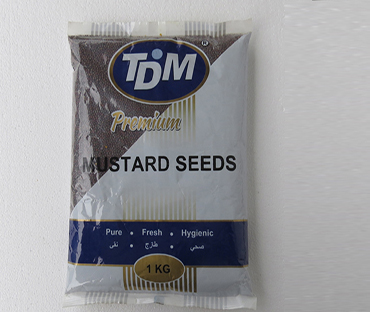 TDM
®
Premium
MUSTARD SEEDS
Pure • Fresh • Hygienic
نقي • طازج • صحي
1 KG